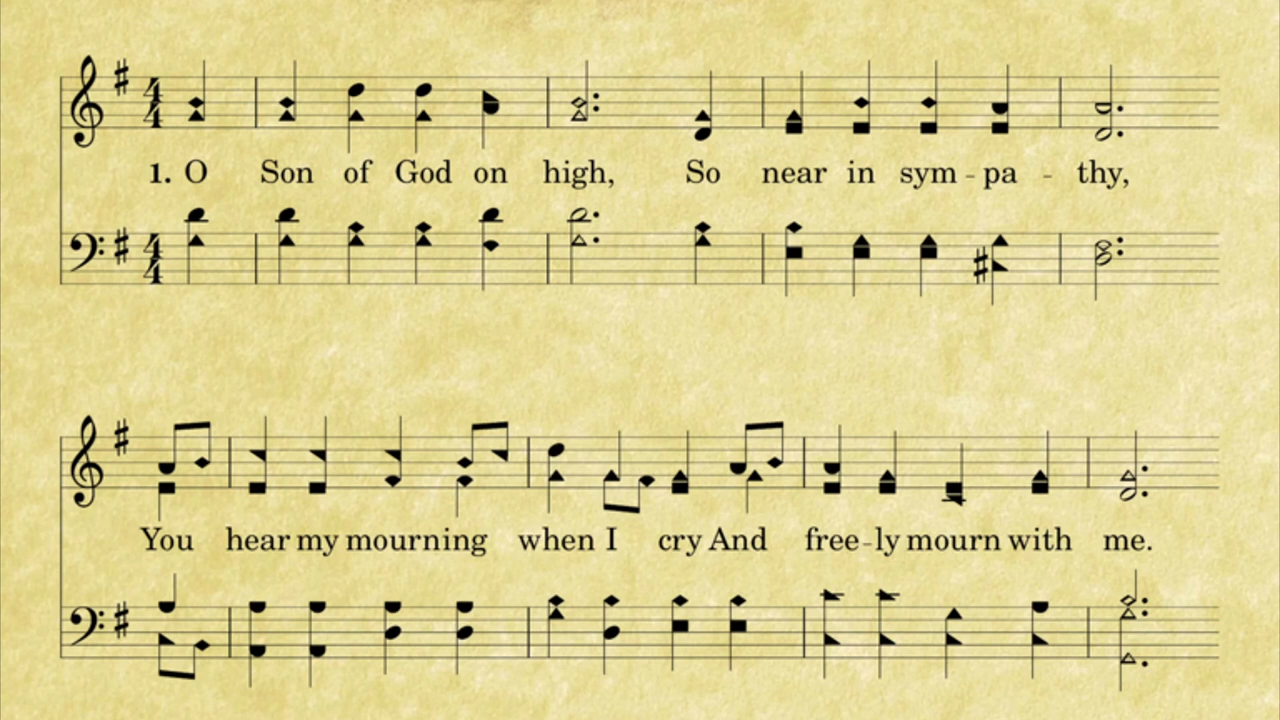 1. O Son of God on high, So near in sym - pa - thy,
You hear my mourning when I cry And free - ly mourn with me.